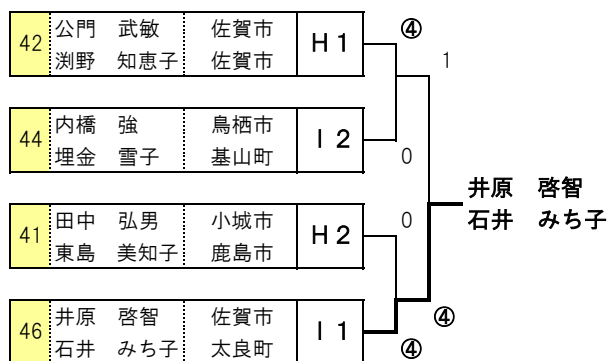 42 公門 武敏 佐賀市 H1 ④
渕野 知恵子 佐賀市
1
44 内橋 強 鳥栖市 I2
埋金 雪子 基山町
0
井原 啓智
石井 みち子
41 田中 弘男 小城市 H2 0
東島 美知子 鹿島市
46 井原 啓智 佐賀市 I1 ④
石井 みち子 太良町
④